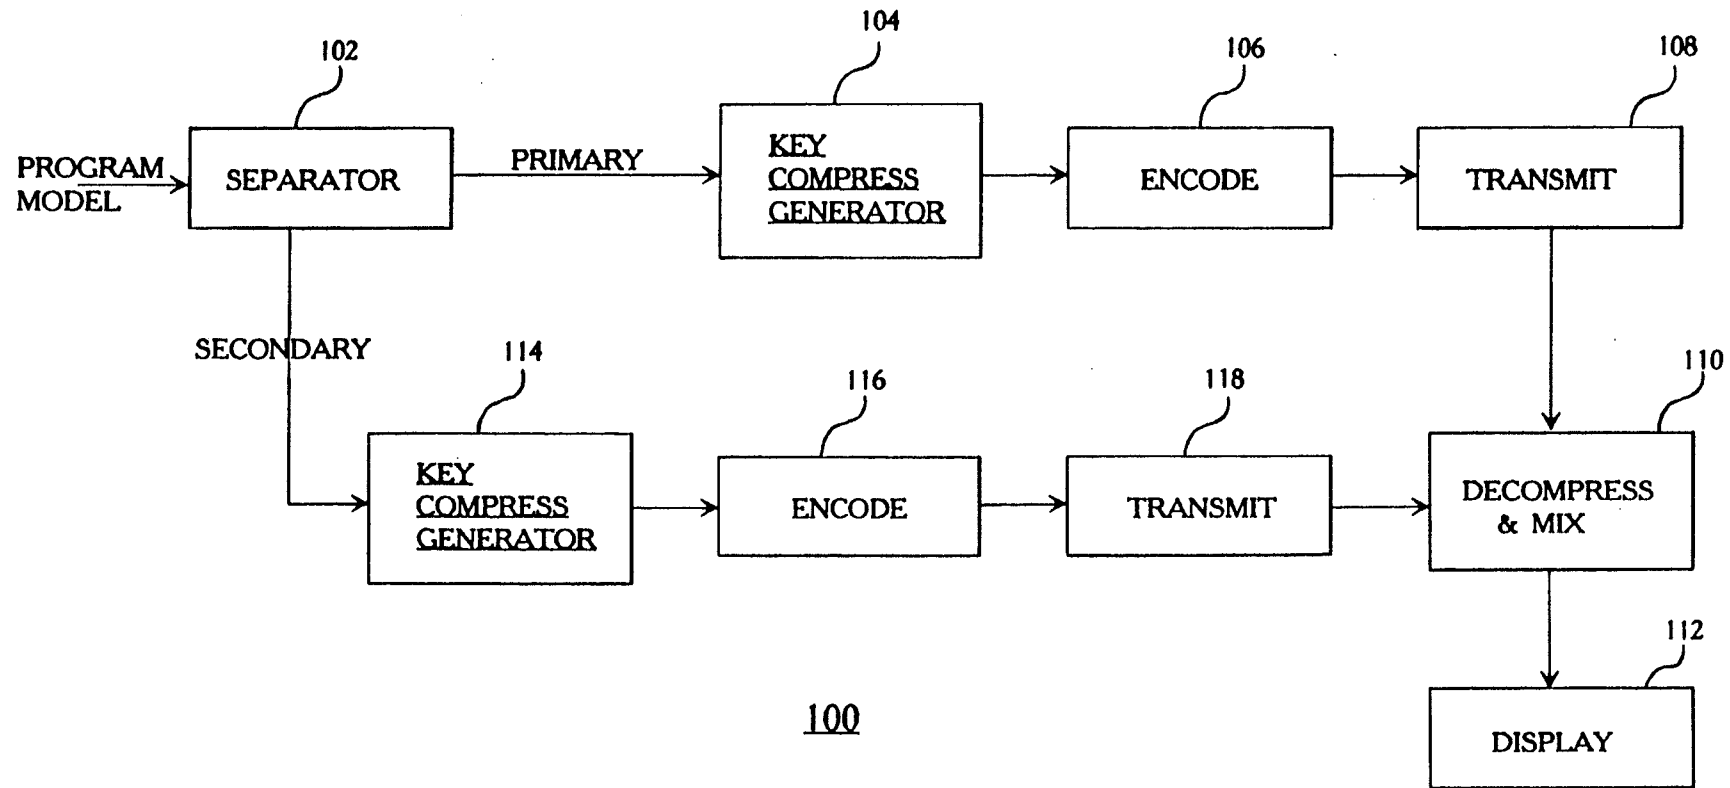 102
104
106
108
PROGRAM
MODEL
SEPARATOR
PRIMARY
KEY
COMPRESS
GENERATOR
ENCODE
TRANSMIT
SECONDARY
114
116
118
110
KEY
COMPRESS
GENERATOR
ENCODE
TRANSMIT
DECOMPRESS
& MIX
112
100
DISPLAY